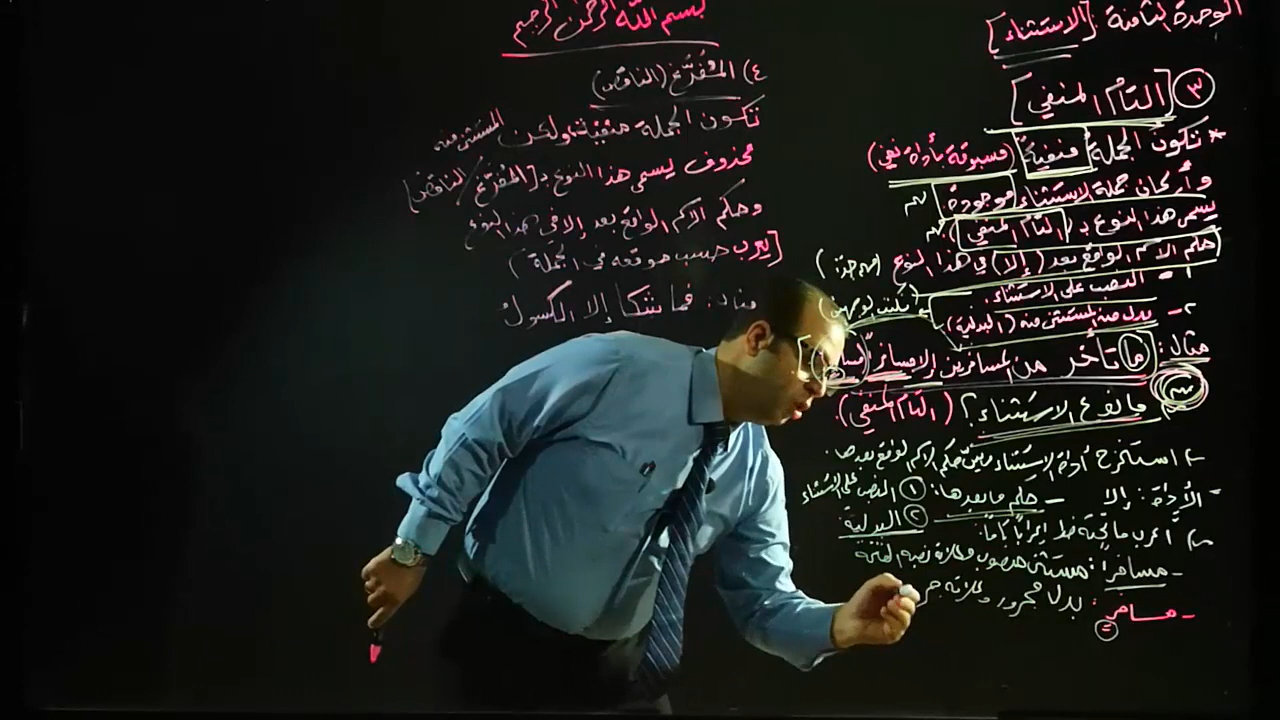 الوحدة الثامنة [الاستثناء]
٣ [التام المنفي]
* تكون الجملة منفية (مسبوقة بأداة نفي)
وأركان جملة الاستثناء موجودة
يسمى هذا النوع بـ (التام المنفي)
حكم الاسم الواقع بعد (إلا) في هذا النوع
١- النصب على الاستثناء.
٢- بدل من المستثنى منه (البدلية)
مثال: ما تأخر من المسافرين إلا مسافر
١) ما نوع الاستثناء؟ (التام المنفي).
٢) استخرج أداة الاستثناء وبيّن حكم الاسم الواقع بعدها.
- الأداة: إلا - حكم ما بعدها: ① النصب على الاستثناء
② البدلية
٣) أعرب ما تحته خط إعرابًا تامًا.
- مسافرًا: مستثنى منصوب وعلامة نصبه الفتحة
- مسافرٍ: بدل مجرور وعلامة جر
بسم الله الرحمن الرحيم
٤) المفرّغ (الناقص)
تكون الجملة منفية، ولكن المستثنى منه
محذوف يسمى هذا النوع بـ [المفرّغ / الناقص]
وحكم الاسم الواقع بعد إلا في هذا النوع
[يعرب حسب موقعه في الجملة)
مثال: فما شكا إلا الكسولُ